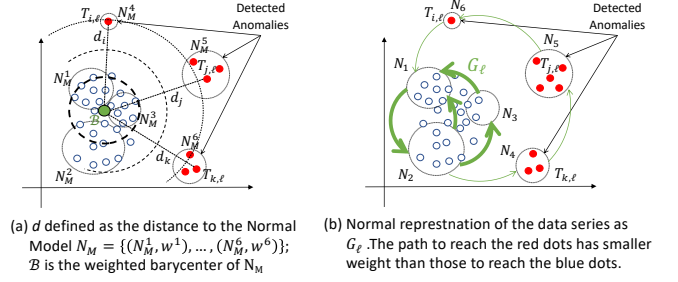 Detected
Anomalies
T_{i,ℓ}
N_M^4
d_i
N_M^5
T_{j,ℓ}
N_M^1
d_j
ℬ
N_M^3
N_M^6
d_k
N_M^2
T_{k,ℓ}
(a) d defined as the distance to the Normal
Model N_M = {(N_M^1, w^1), ..., (N_M^6, w^6)};
ℬ is the weighted barycenter of N_M
Detected
Anomalies
T_{i,ℓ}
N_6
N_5
N_1
G_ℓ
T_{j,ℓ}
N_3
N_4
N_2
T_{k,ℓ}
(b) Normal represtnation of the data series as
G_ℓ .The path to reach the red dots has smaller
weight than those to reach the blue dots.